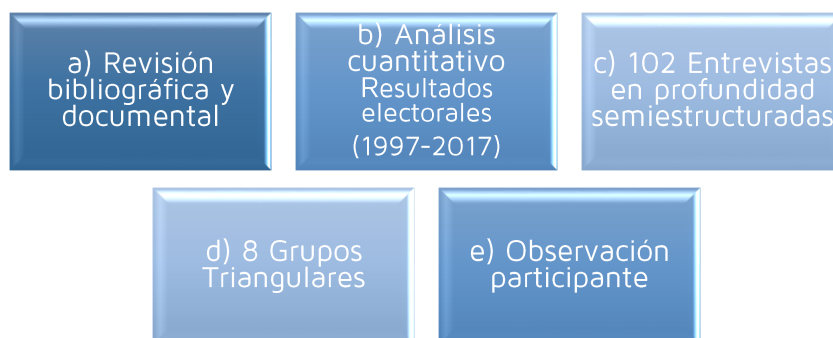 a) Revisión
bibliográfica y
documental
b) Análisis
cuantitativo
Resultados
electorales
(1997-2017)
c) 102 Entrevistas
en profundidad
semiestructuradas
d) 8 Grupos
Triangulares
e) Observación
participante